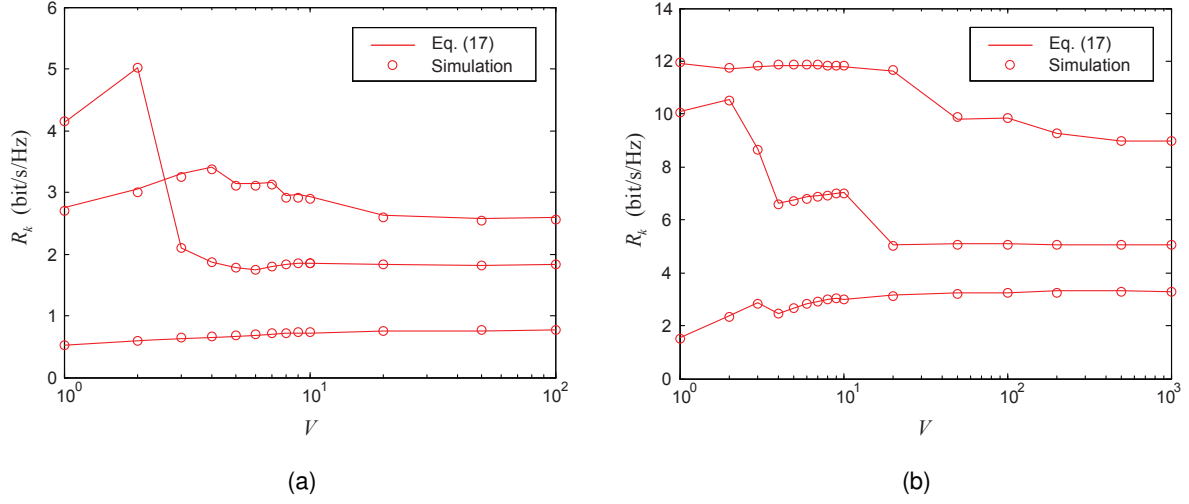 6
5
4
3
2
1
0
R_k (bit/s/Hz)
Eq. (17)
Simulation
10^0
10^1
10^2
V
(a)
14
12
10
8
6
4
2
0
R_k (bit/s/Hz)
Eq. (17)
Simulation
10^0
10^1
10^2
10^3
V
(b)